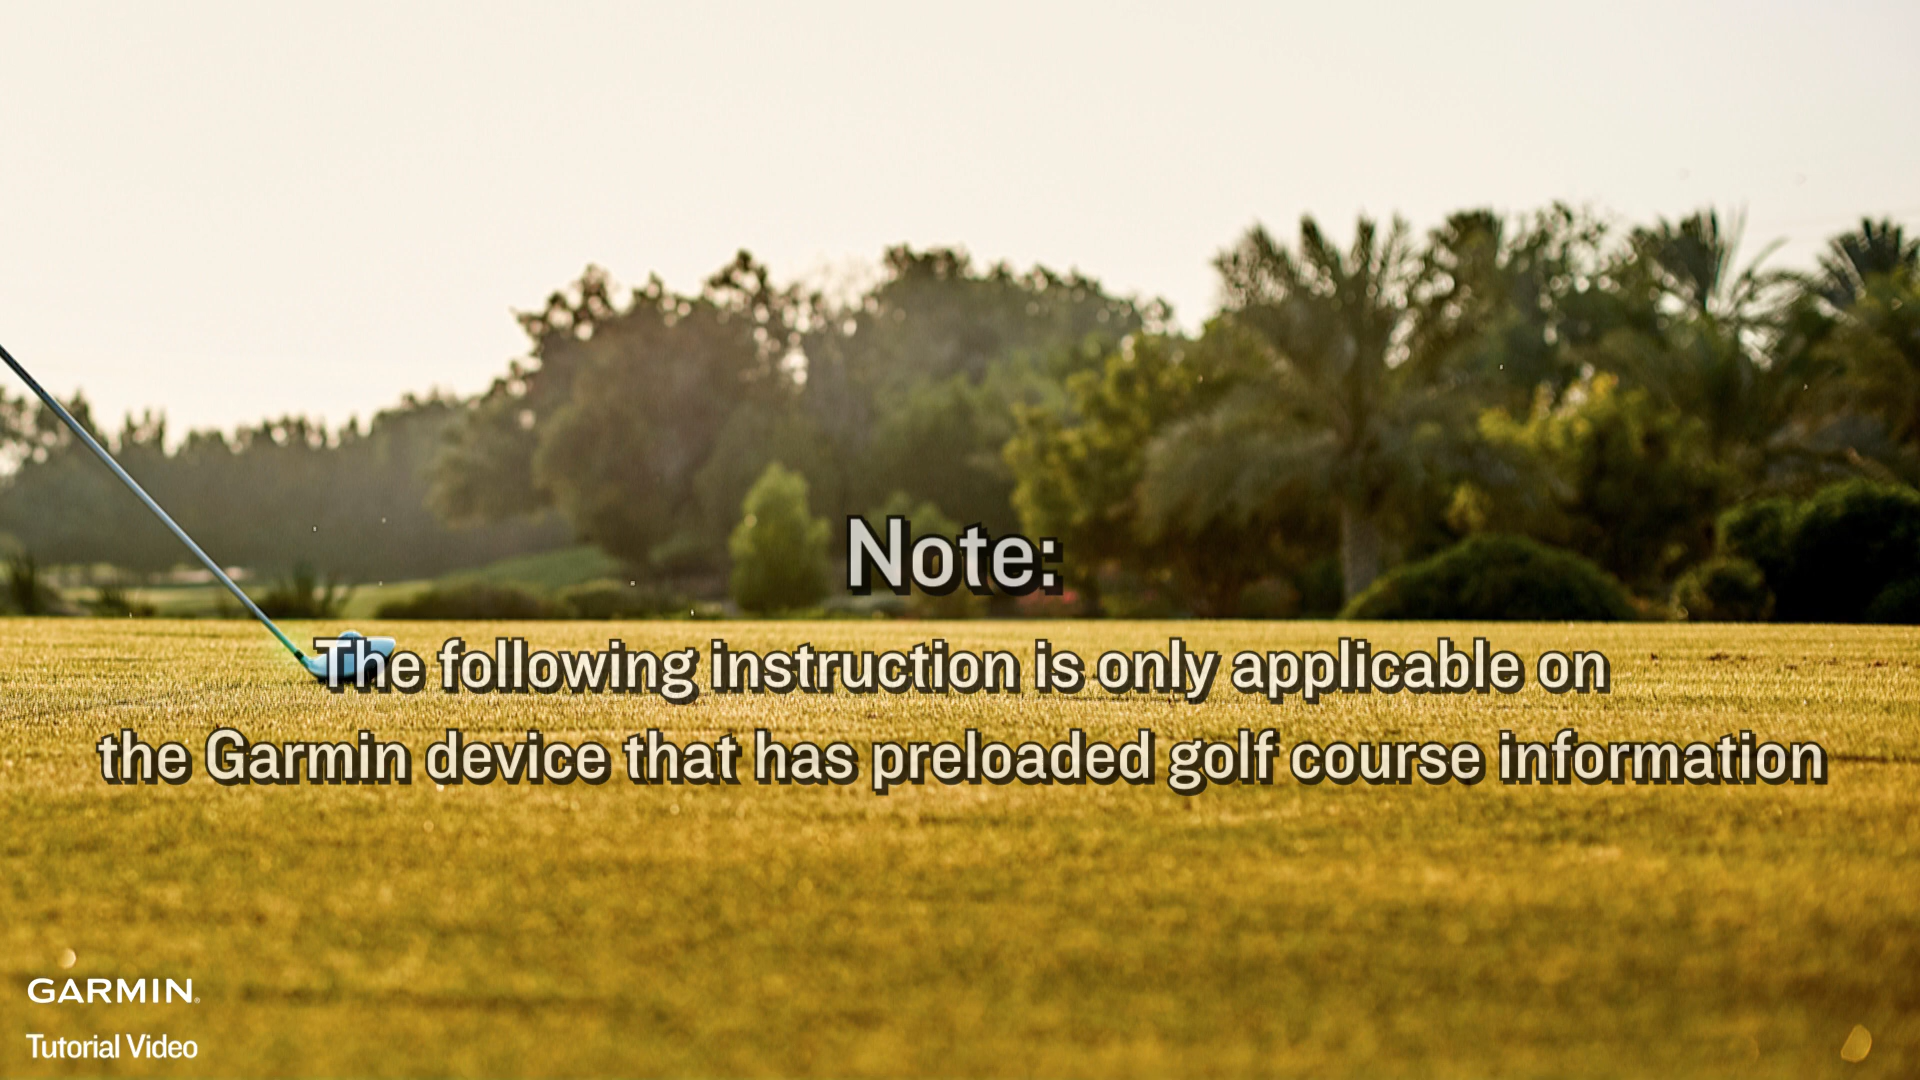 Note:
The following instruction is only applicable on
the Garmin device that has preloaded golf course information
GARMIN
Tutorial Video